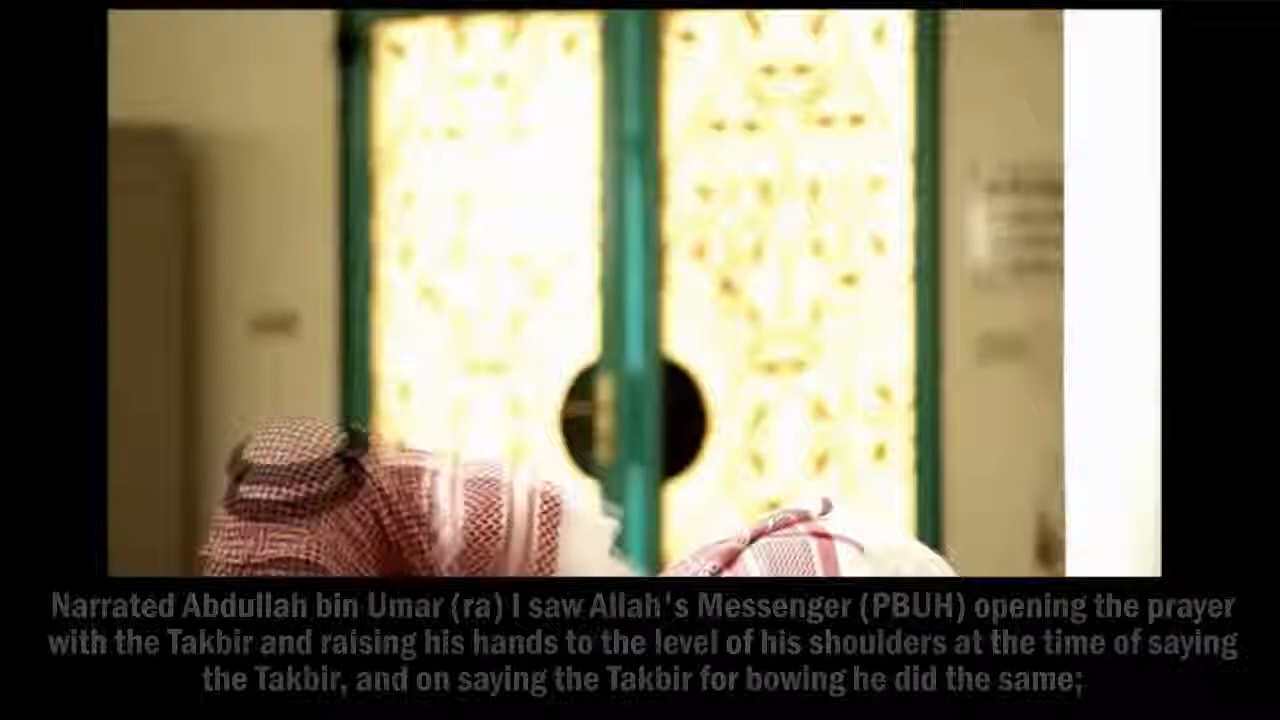 Narrated Abdullah bin Umar (ra) I saw Allah's Messenger (PBUH) opening the prayer
with the Takbir and raising his hands to the level of his shoulders at the time of saying
the Takbir, and on saying the Takbir for bowing he did the same;